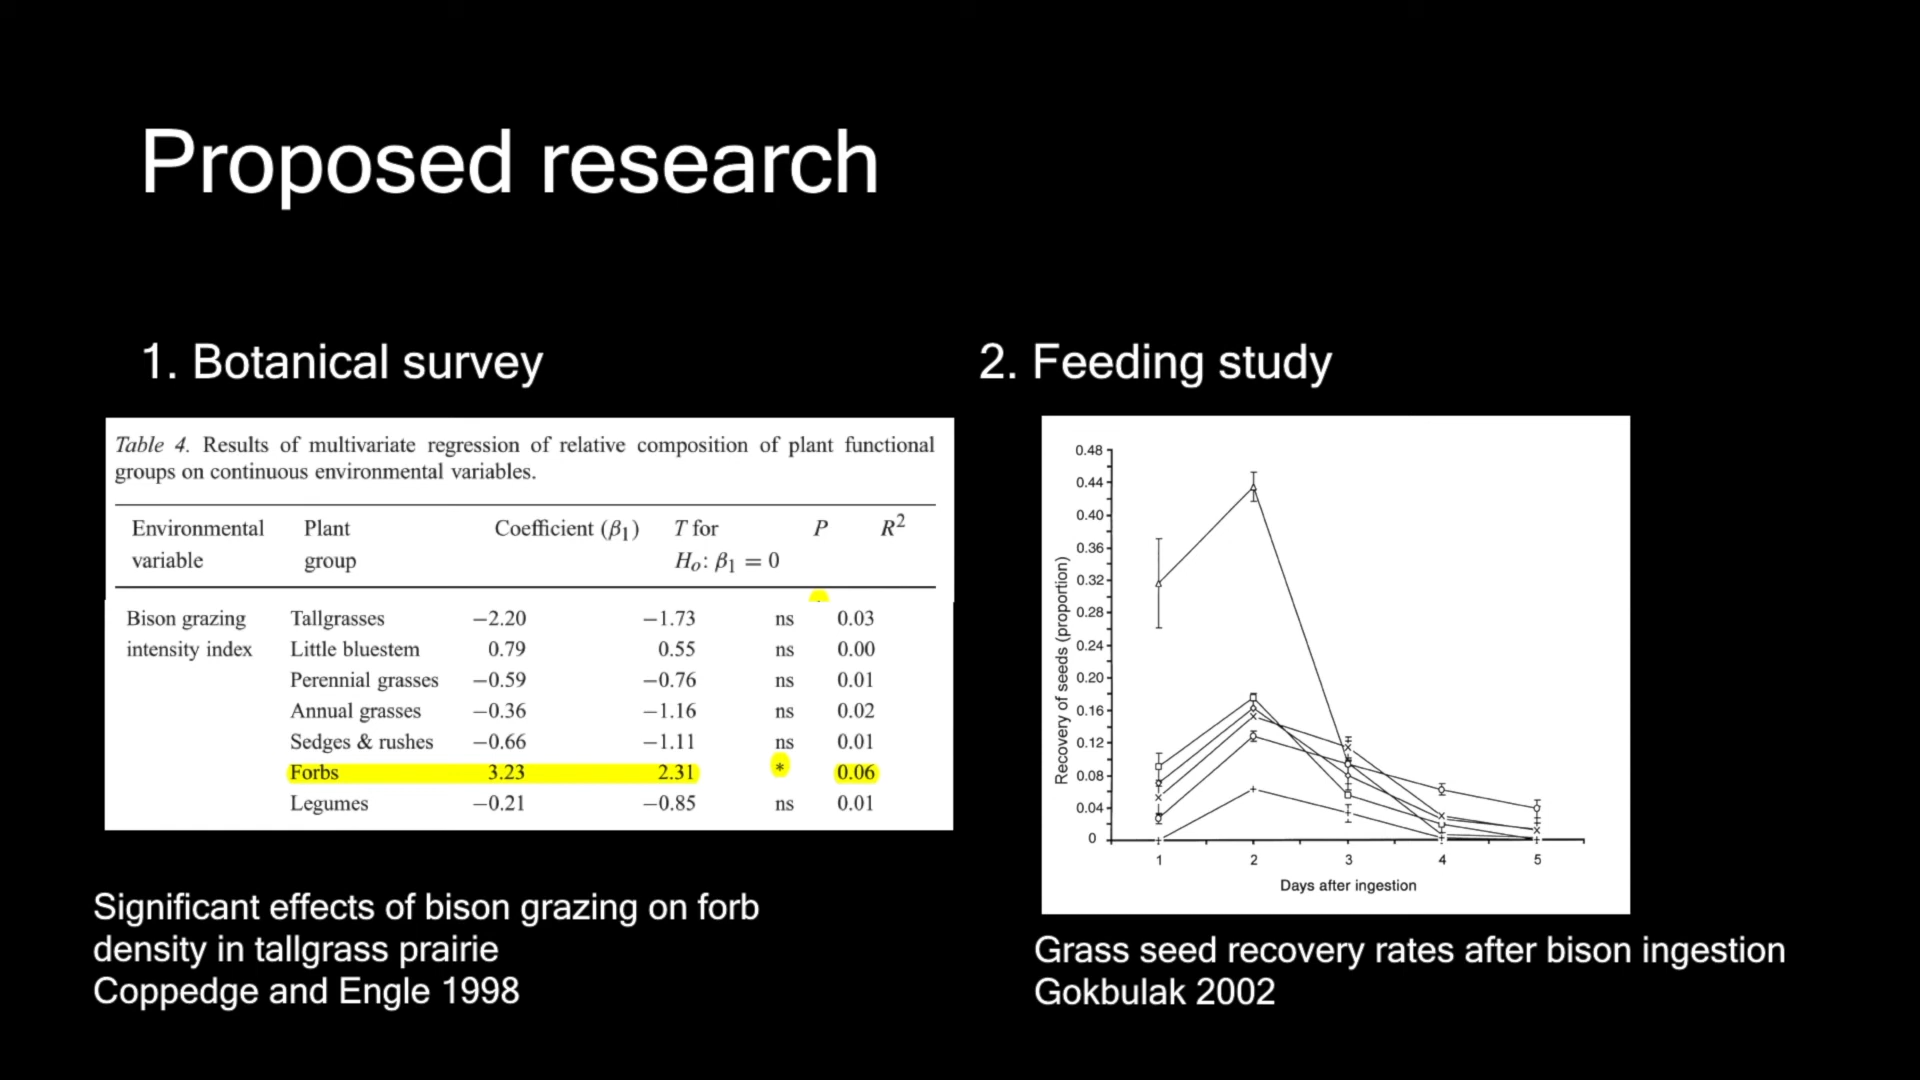 Proposed research
1. Botanical survey
Table 4. Results of multivariate regression of relative composition of plant functional
groups on continuous environmental variables.
Environmental Plant Coefficient (β1) T for P R2
variable group Ho: β1 = 0
Bison grazing Tallgrasses −2.20 −1.73 ns 0.03
intensity index Little bluestem 0.79 0.55 ns 0.00
Perennial grasses −0.59 −0.76 ns 0.01
Annual grasses −0.36 −1.16 ns 0.02
Sedges & rushes −0.66 −1.11 ns 0.01
Forbs 3.23 2.31 * 0.06
Legumes −0.21 −0.85 ns 0.01
Significant effects of bison grazing on forb
density in tallgrass prairie
Coppedge and Engle 1998
2. Feeding study
Recovery of seeds (proportion)
0.48
0.44
0.40
0.36
0.32
0.28
0.24
0.20
0.16
0.12
0.08
0.04
0
1 2 3 4 5
Days after ingestion
Grass seed recovery rates after bison ingestion
Gokbulak 2002